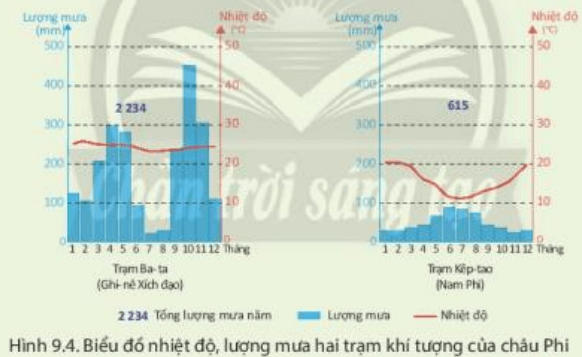 Lượng mưa Nhiệt độ Lượng mưa Nhiệt độ
(mm) (°C) (mm) (°C)
500 50 500 50
400 40 400 40
2 234 615
300 30 300 30
200 20 200 20
Chân trời sáng tạo
100 10 100 10
0 0 0 0
1 2 3 4 5 6 7 8 9 10 11 12 Tháng 1 2 3 4 5 6 7 8 9 10 11 12 Tháng
Trạm Ba-ta Trạm Kếp-tao
(Ghi-nê Xích đạo) (Nam Phi)
2 234 Tổng lượng mưa năm Lượng mưa Nhiệt độ
Hình 9.4. Biểu đồ nhiệt độ, lượng mưa hai trạm khí tượng của châu Phi